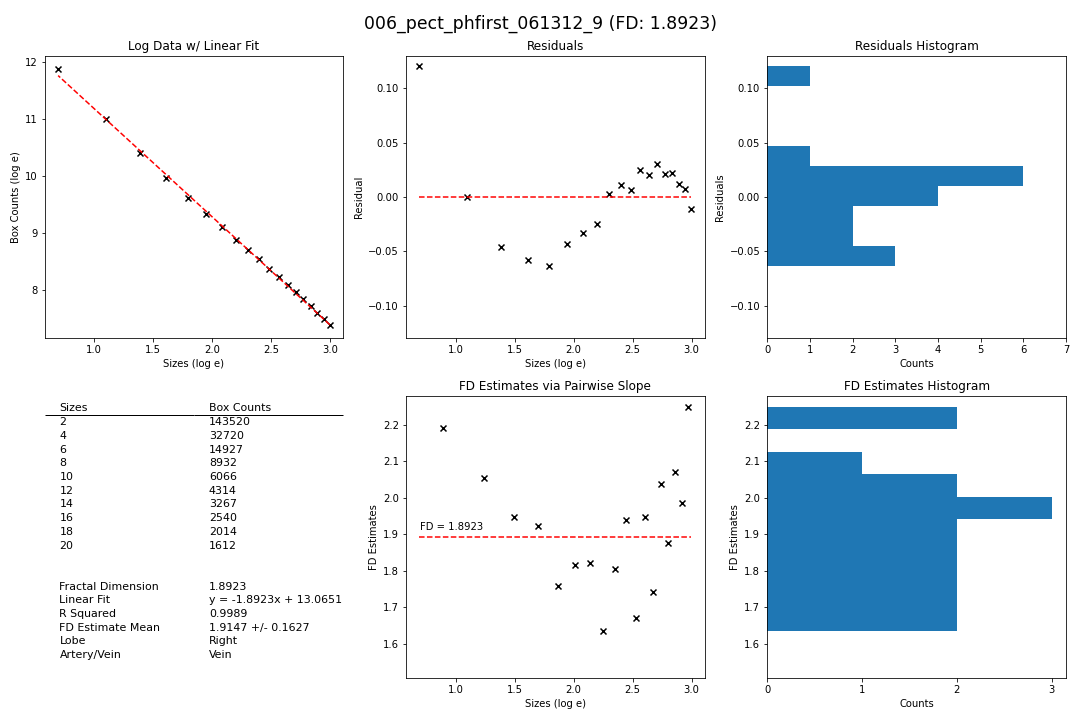 006_pect_phfirst_061312_9 (FD: 1.8923)
Log Data w/ Linear Fit
12
11
10
9
8
Box Counts (log e)
1.0 1.5 2.0 2.5 3.0
Sizes (log e)
Residuals
0.10
0.05
0.00
−0.05
−0.10
Residual
1.0 1.5 2.0 2.5 3.0
Sizes (log e)
Residuals Histogram
0.10
0.05
0.00
−0.05
−0.10
Residuals
0 1 2 3 4 5 6 7
Counts
Sizes Box Counts
2 143520
4 32720
6 14927
8 8932
10 6066
12 4314
14 3267
16 2540
18 2014
20 1612
Fractal Dimension 1.8923
Linear Fit y = -1.8923x + 13.0651
R Squared 0.9989
FD Estimate Mean 1.9147 +/- 0.1627
Lobe Right
Artery/Vein Vein
FD Estimates via Pairwise Slope
2.2
2.1
2.0
1.9
1.8
1.7
1.6
FD Estimates
FD = 1.8923
1.0 1.5 2.0 2.5 3.0
Sizes (log e)
FD Estimates Histogram
2.2
2.1
2.0
1.9
1.8
1.7
1.6
FD Estimates
0 1 2 3
Counts